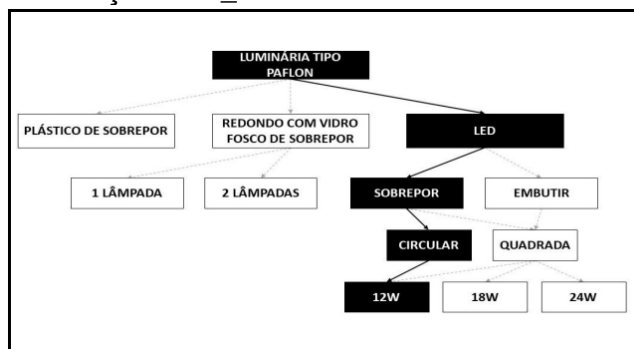 LUMINÁRIA TIPO
PAFLON
PLÁSTICO DE SOBREPOR
REDONDO COM VIDRO
FOSCO DE SOBREPOR
LED
1 LÂMPADA
2 LÂMPADAS
SOBREPOR
EMBUTIR
CIRCULAR
QUADRADA
12W
18W
24W